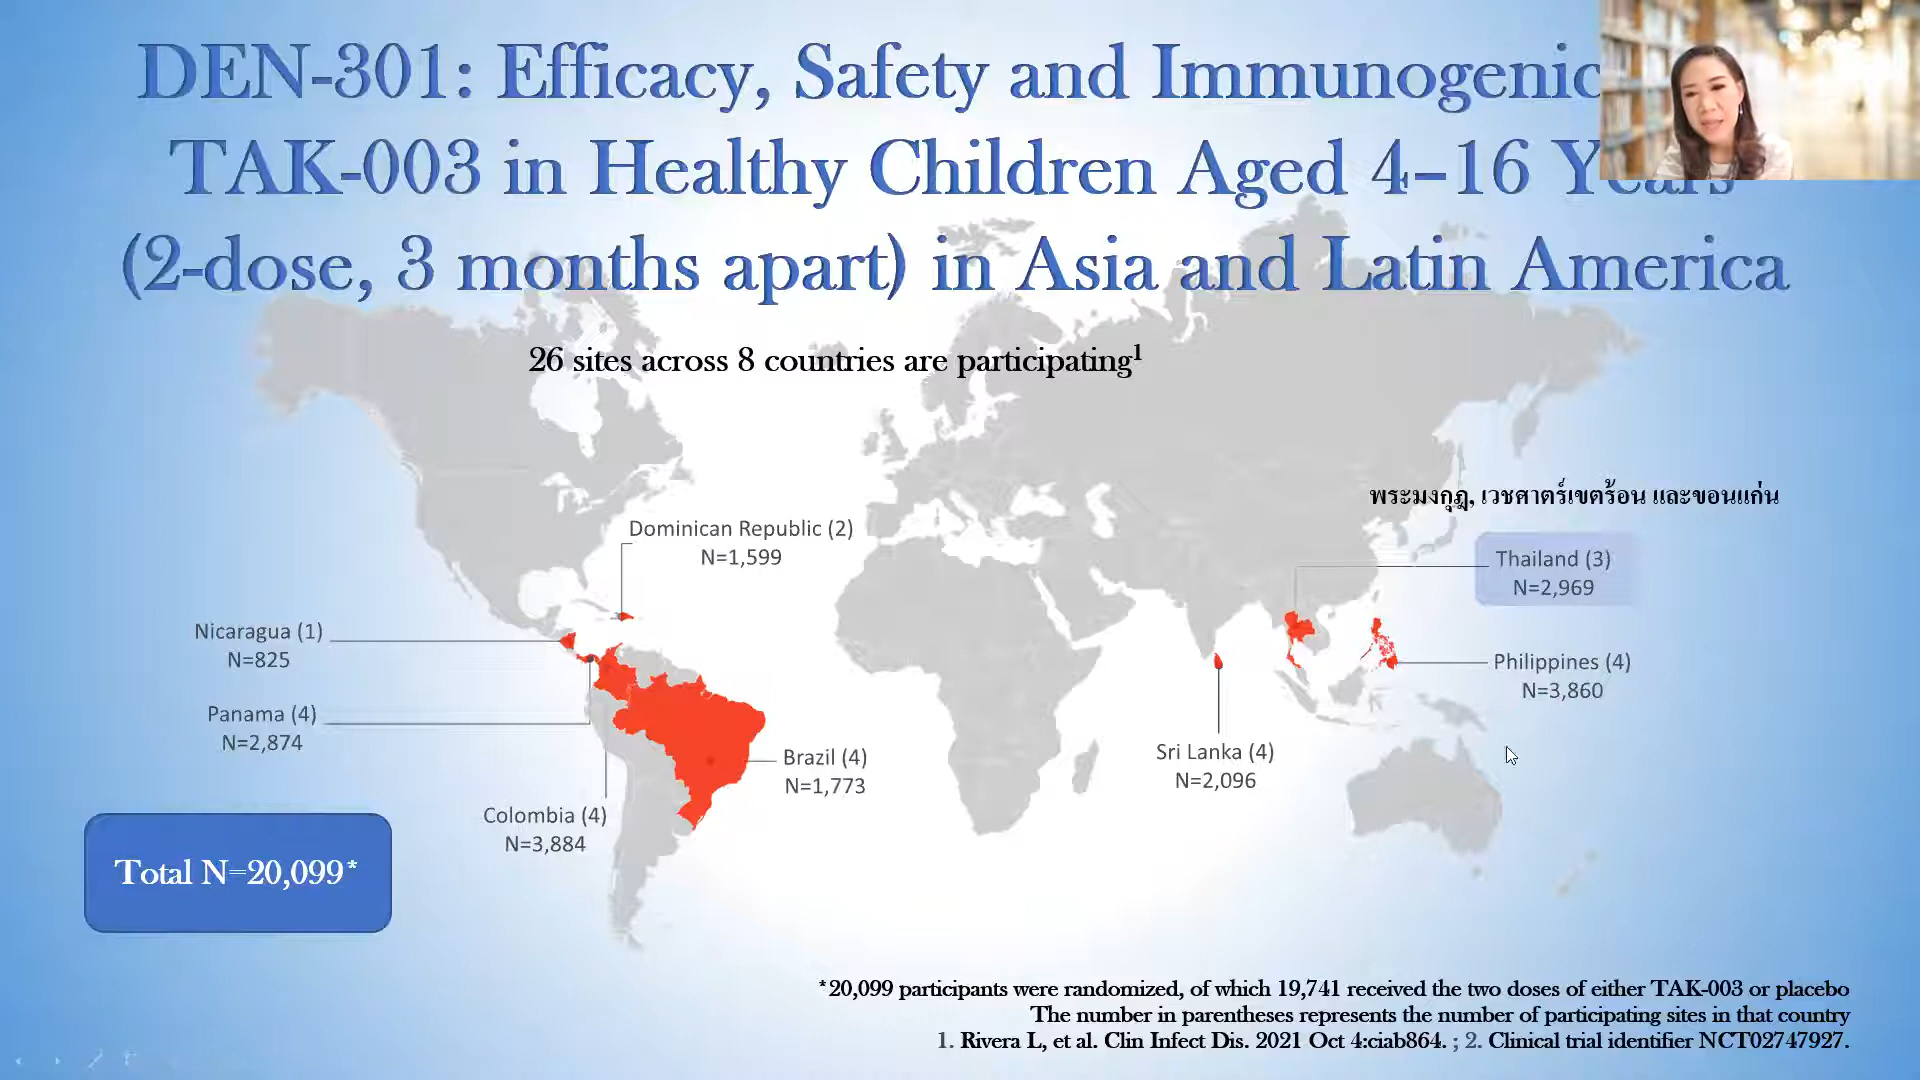 DEN-301: Efficacy, Safety and Immunogenic
TAK-003 in Healthy Children Aged 4–16 Years
(2-dose, 3 months apart) in Asia and Latin America
26 sites across 8 countries are participating1
พระมงกุฎ, เวชศาตร์เขตร้อน และขอนแก่น
Dominican Republic (2)
N=1,599
Thailand (3)
N=2,969
Nicaragua (1)
N=825
Philippines (4)
N=3,860
Panama (4)
N=2,874
Brazil (4)
N=1,773
Sri Lanka (4)
N=2,096
Colombia (4)
N=3,884
Total N=20,099*
*20,099 participants were randomized, of which 19,741 received the two doses of either TAK-003 or placebo
The number in parentheses represents the number of participating sites in that country
1. Rivera L, et al. Clin Infect Dis. 2021 Oct 4:ciab864. ; 2. Clinical trial identifier NCT02747927.